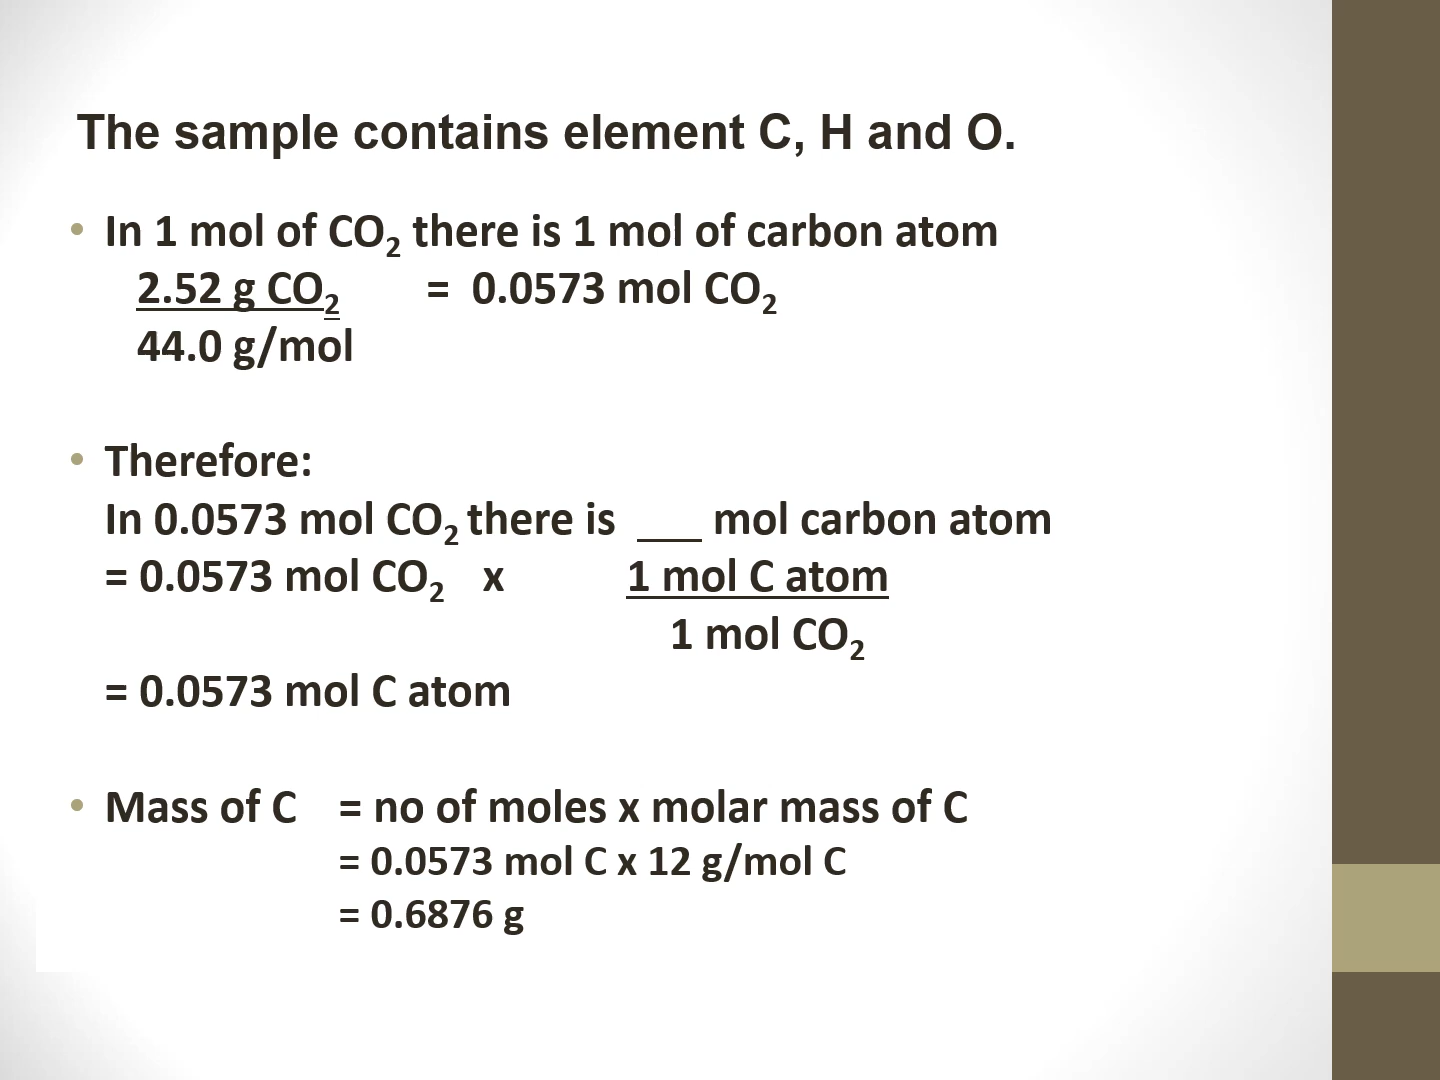 The sample contains element C, H and O.
• In 1 mol of CO₂ there is 1 mol of carbon atom
2.52 g CO₂ = 0.0573 mol CO₂
44.0 g/mol
• Therefore:
In 0.0573 mol CO₂ there is ___ mol carbon atom
= 0.0573 mol CO₂ x 1 mol C atom
1 mol CO₂
= 0.0573 mol C atom
• Mass of C = no of moles x molar mass of C
= 0.0573 mol C x 12 g/mol C
= 0.6876 g